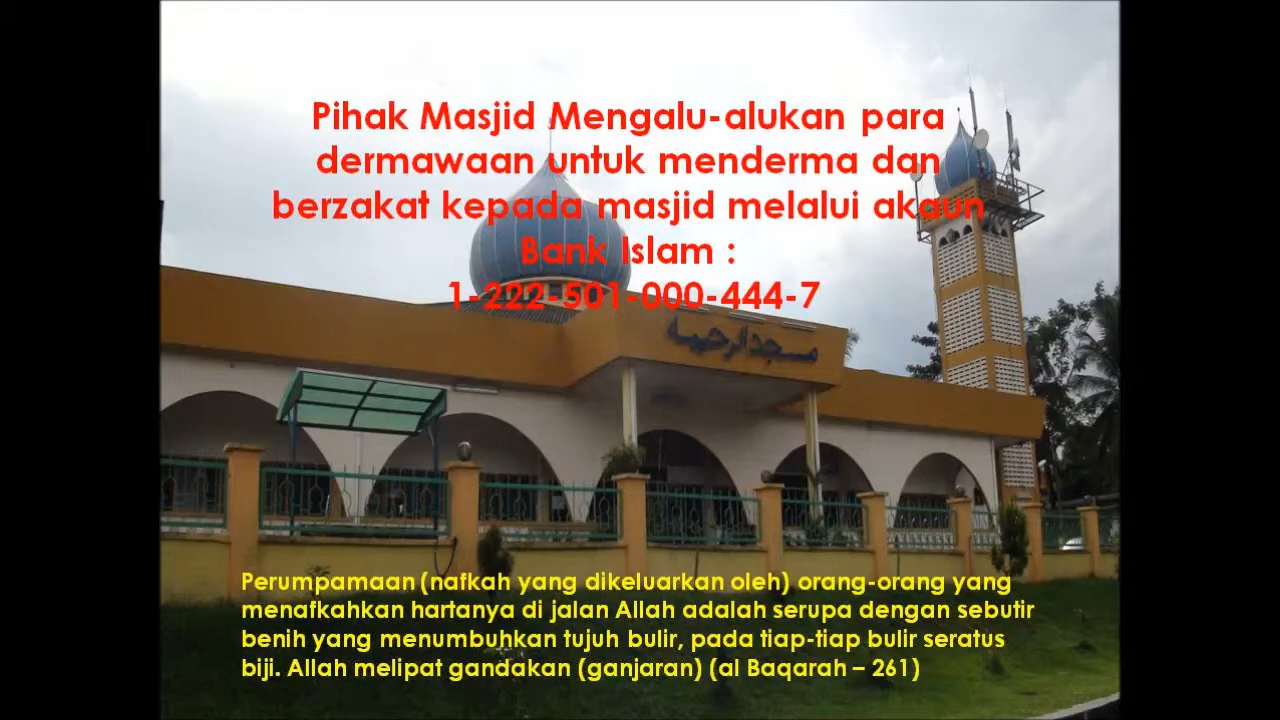 Pihak Masjid Mengalu-alukan para
dermawaan untuk menderma dan
berzakat kepada masjid melalui akaun
Bank Islam :
1-222-501-000-444-7
مسجد الرحيمه
Perumpamaan (nafkah yang dikeluarkan oleh) orang-orang yang
menafkahkan hartanya di jalan Allah adalah serupa dengan sebutir
benih yang menumbuhkan tujuh bulir, pada tiap-tiap bulir seratus
biji. Allah melipat gandakan (ganjaran) (al Baqarah – 261)